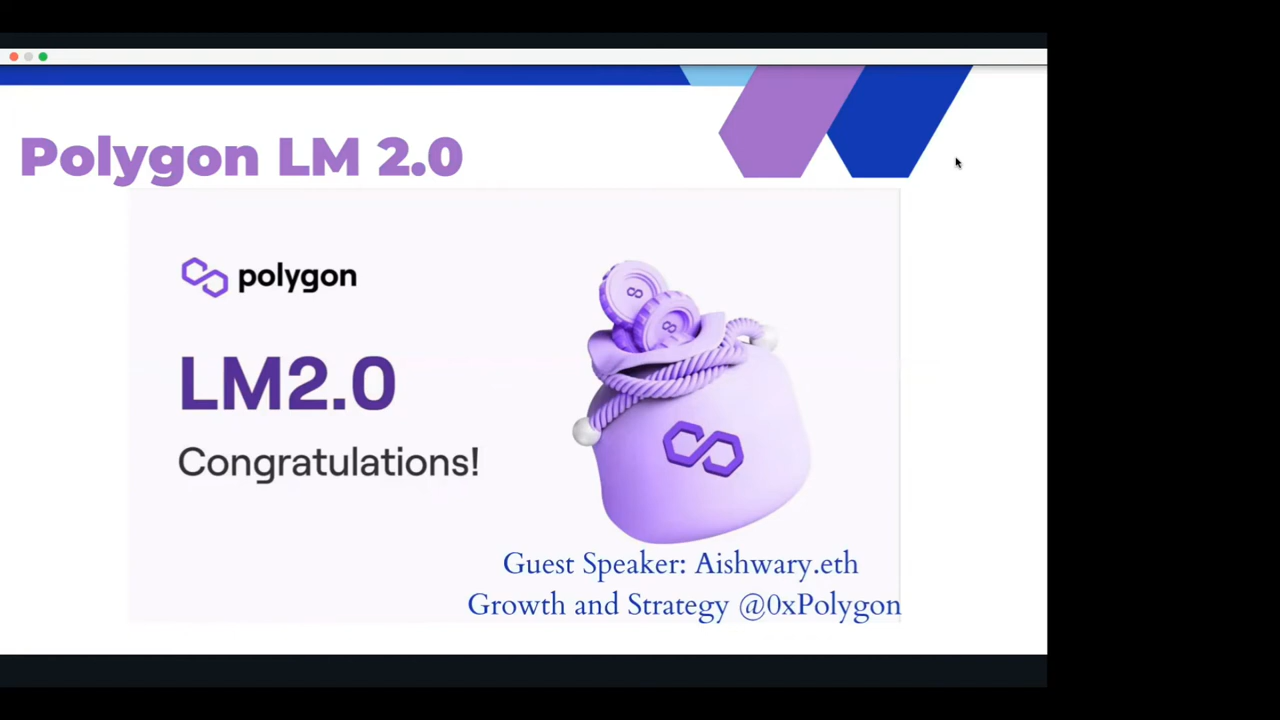 Polygon LM 2.0
polygon
LM2.0
Congratulations!
Guest Speaker: Aishwary.eth
Growth and Strategy @0xPolygon